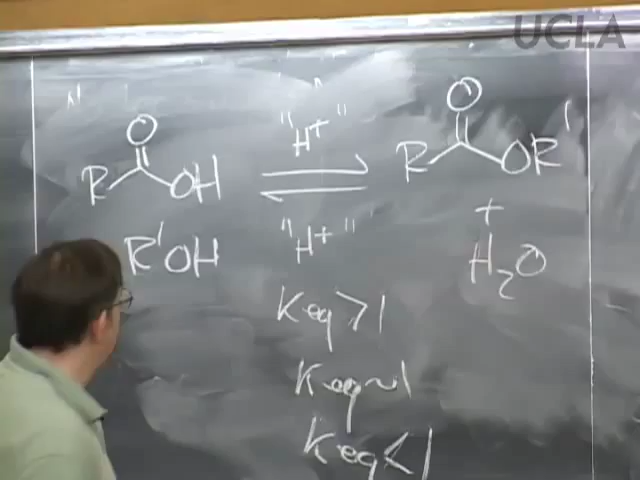 UCLA
O "H+" O
R OH R OR'
R'OH "H+" +
H2O
Keq>1
Keq~1
Keq<1